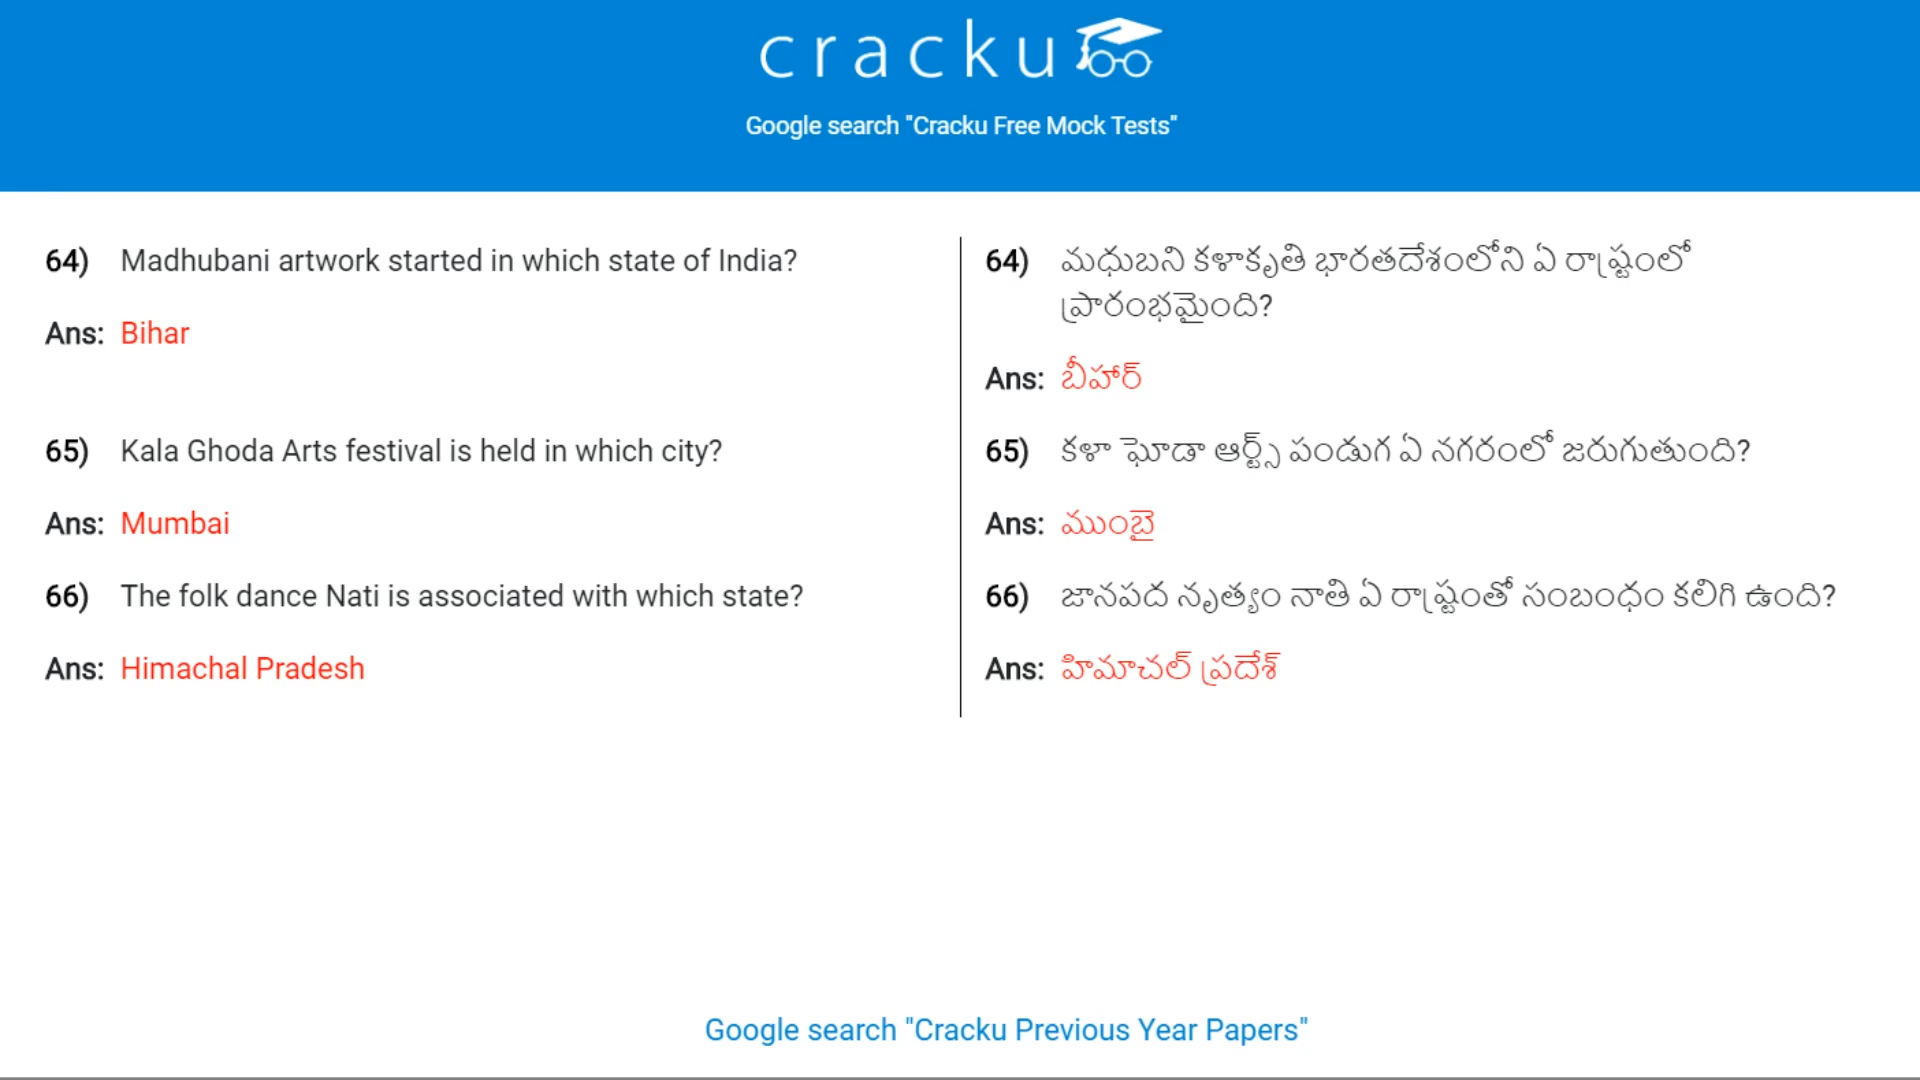 cracku
Google search "Cracku Free Mock Tests"
64) Madhubani artwork started in which state of India?
Ans: Bihar
65) Kala Ghoda Arts festival is held in which city?
Ans: Mumbai
66) The folk dance Nati is associated with which state?
Ans: Himachal Pradesh
64) మధుబని కళాకృతి భారతదేశంలోని ఏ రాష్ట్రంలో
ప్రారంభమైంది?
Ans: బీహార్
65) కళా ఘోడా ఆర్ట్స్ పండుగ ఏ నగరంలో జరుగుతుంది?
Ans: ముంబై
66) జానపద నృత్యం నాతి ఏ రాష్ట్రంతో సంబంధం కలిగి ఉంది?
Ans: హిమాచల్ ప్రదేశ్
Google search "Cracku Previous Year Papers"